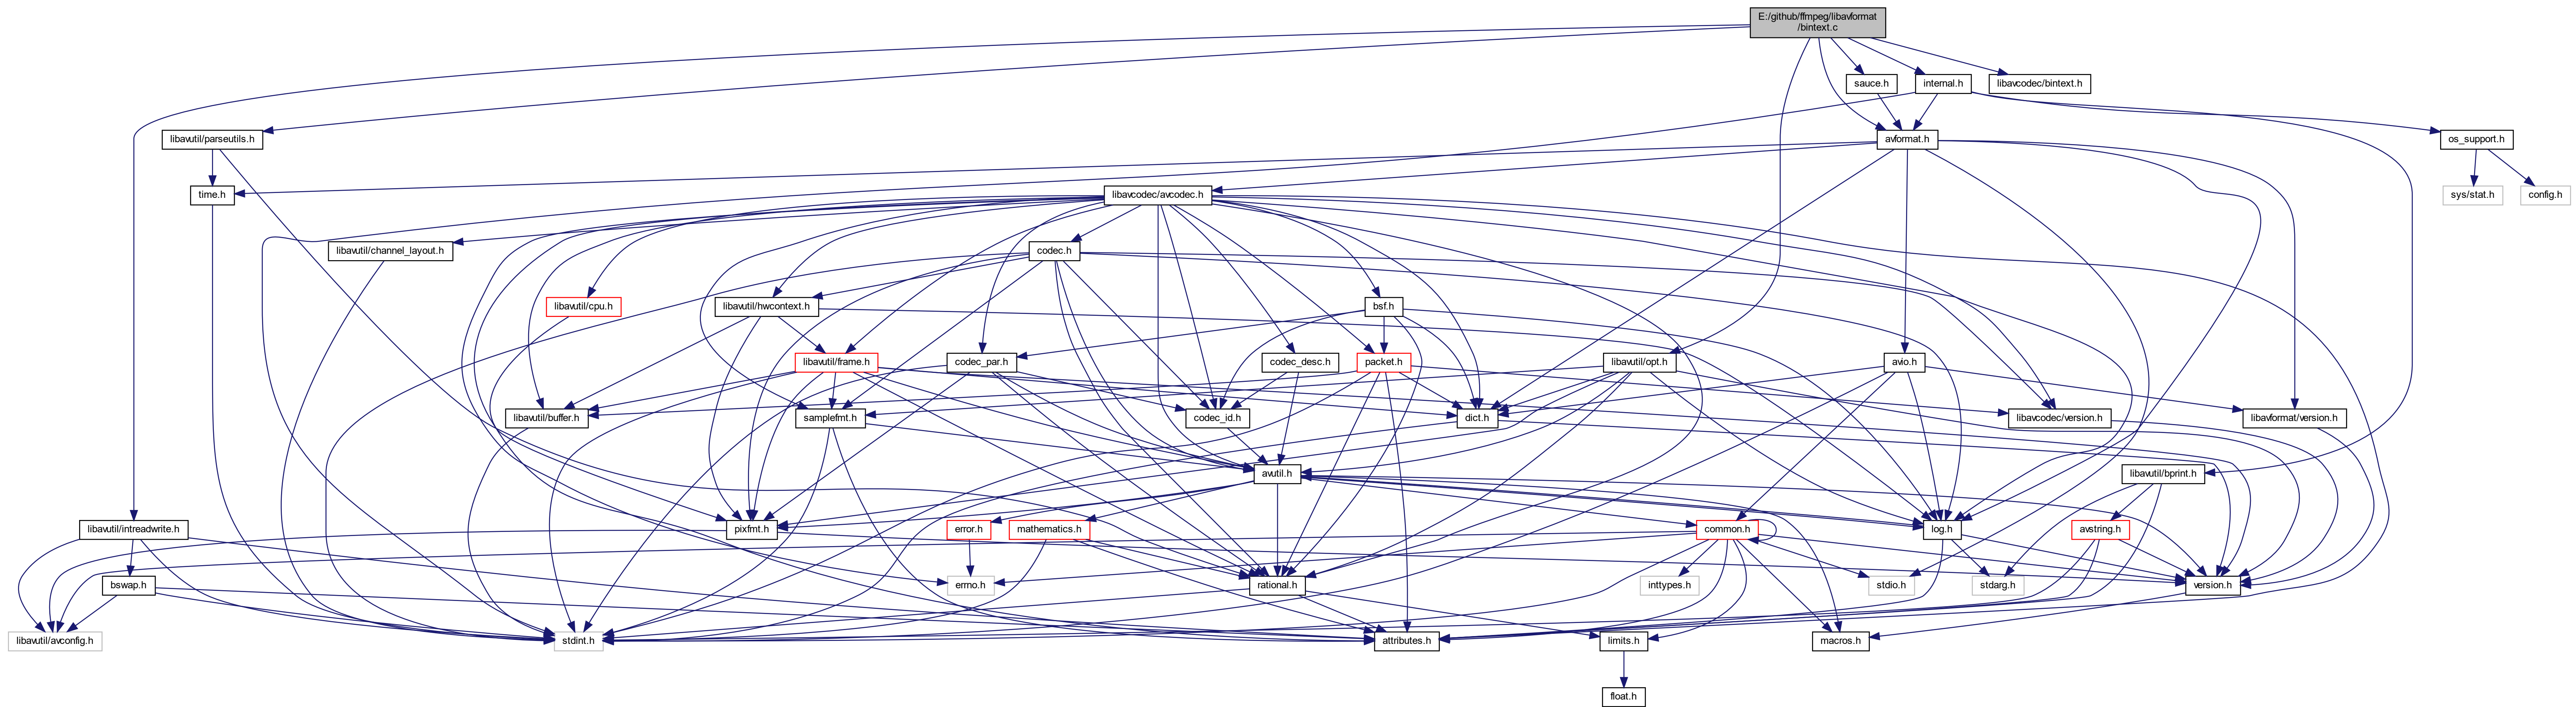 E:/github/ffmpeg/libavformat
/bintext.c
sauce.h
internal.h
libavcodec/bintext.h
libavutil/parseutils.h
avformat.h
os_support.h
time.h
libavcodec/avcodec.h
sys/stat.h
config.h
libavutil/channel_layout.h
codec.h
libavutil/cpu.h
libavutil/hwcontext.h
bsf.h
libavutil/frame.h
codec_par.h
codec_desc.h
packet.h
libavutil/opt.h
avio.h
libavutil/buffer.h
samplefmt.h
codec_id.h
dict.h
libavcodec/version.h
libavformat/version.h
avutil.h
libavutil/bprint.h
libavutil/intreadwrite.h
pixfmt.h
error.h
mathematics.h
common.h
log.h
avstring.h
bswap.h
errno.h
rational.h
inttypes.h
stdio.h
stdarg.h
version.h
libavutil/avconfig.h
stdint.h
attributes.h
limits.h
macros.h
float.h